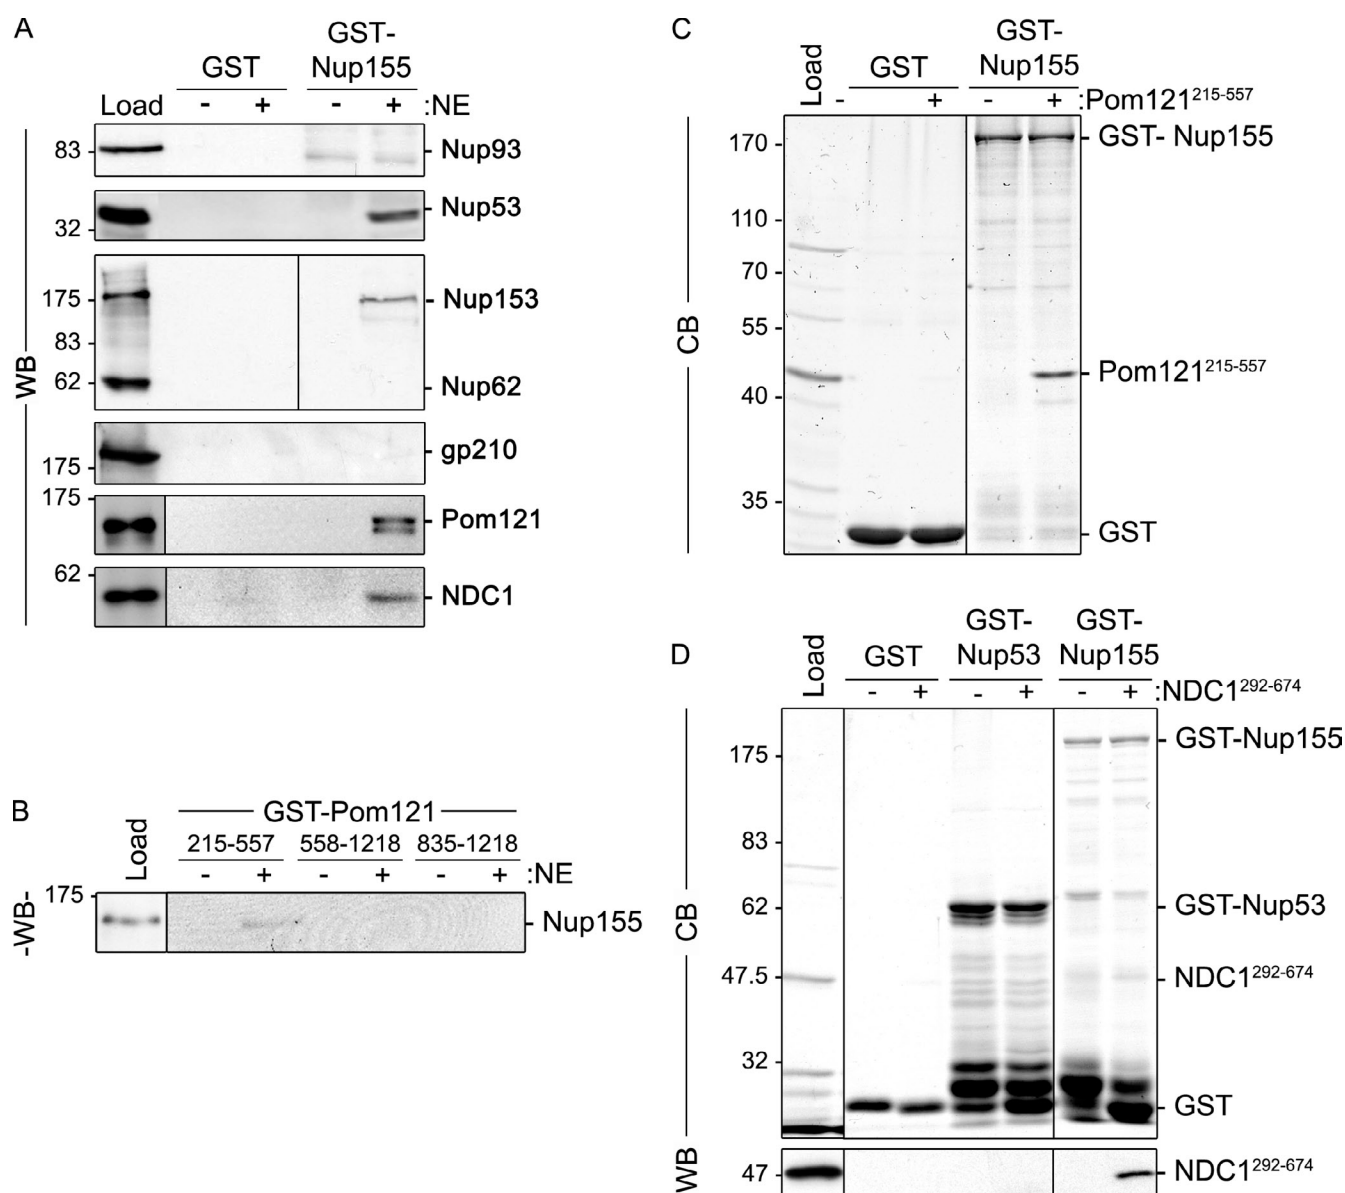 A
GST-
GST Nup155
Load - + - + :NE
WB
83 - - Nup93
- Nup53
32 -
175 - - Nup153
83 -
62 - - Nup62
- gp210
175 -
175 -
- Pom121
62 -
- NDC1
B
GST-Pom121
Load 215-557 558-1218 835-1218
- + - + - + :NE
-WB-
175 -
- Nup155
C
GST-
Load GST Nup155
- + - + :Pom121²¹⁵⁻⁵⁵⁷
CB
170 - - GST- Nup155
110 -
70 -
55 -
- Pom121²¹⁵⁻⁵⁵⁷
40 -
35 -
- GST
D
GST- GST-
Load GST Nup53 Nup155
- + - + - + :NDC1²⁹²⁻⁶⁷⁴
CB
- GST-Nup155
175 -
83 -
62 - - GST-Nup53
47.5 - - NDC1²⁹²⁻⁶⁷⁴
32 -
- GST
WB
47 - - NDC1²⁹²⁻⁶⁷⁴